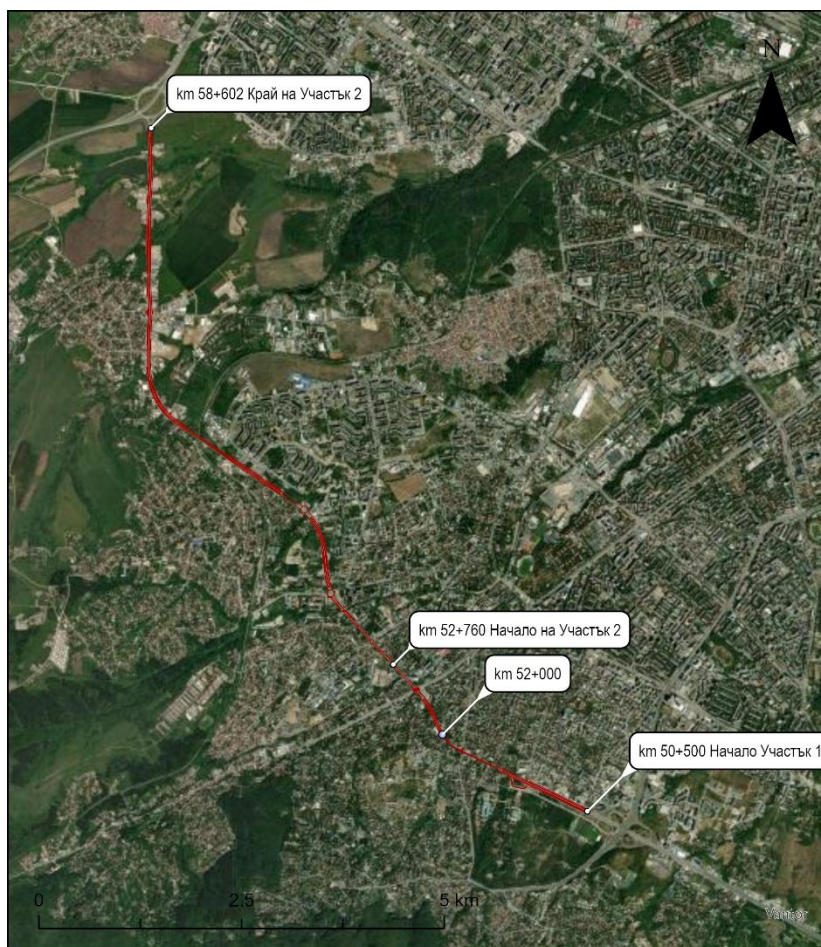 N
km 58+602 Край на Участък 2
km 52+760 Начало на Участък 2
km 52+000
km 50+500 Начало Участък 1
0 2.5 5 km
Vantor